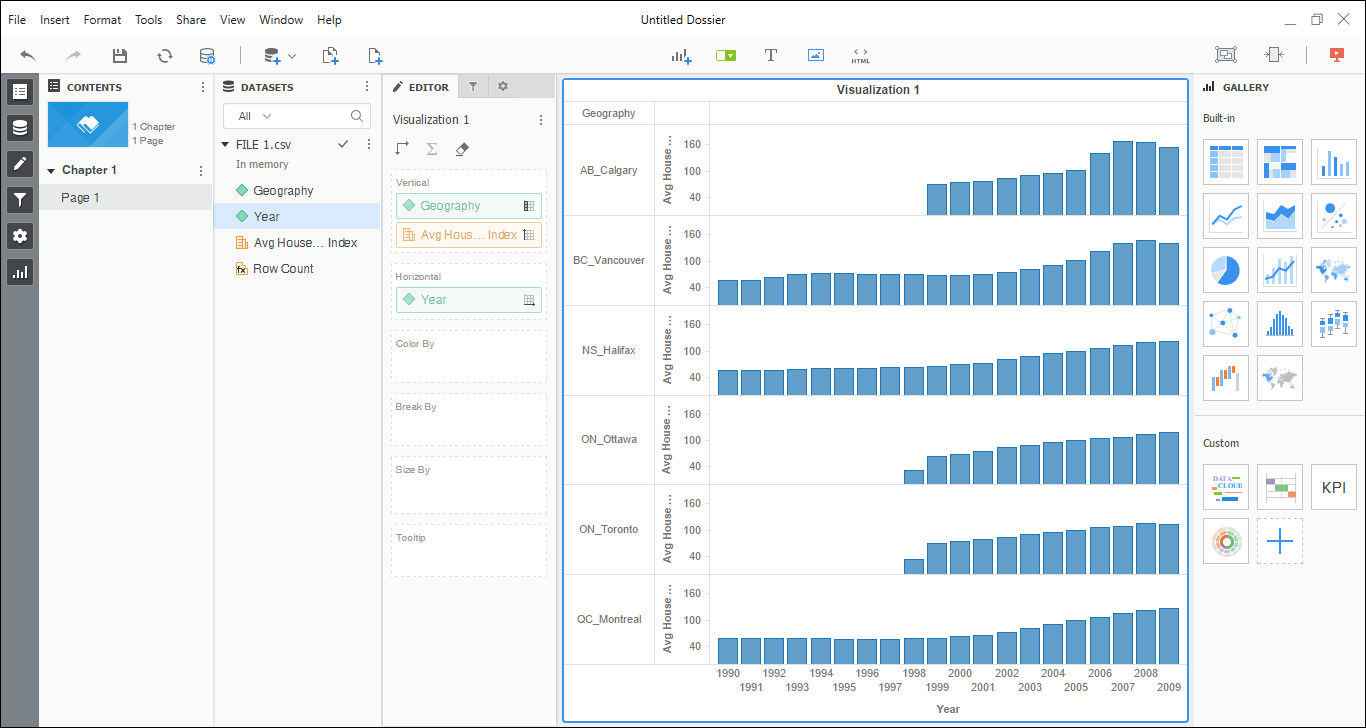 File Insert Format Tools Share View Window Help
Untitled Dossier
HTML
CONTENTS
1 Chapter
1 Page
Chapter 1
Page 1
DATASETS
All
FILE 1.csv
In memory
Geography
Year
Avg House... Index
fx Row Count
EDITOR
Visualization 1
Vertical
Geography
Avg Hous... Index
Horizontal
Year
Color By
Break By
Size By
Tooltip
Visualization 1
Geography
AB_Calgary
Avg House ...
160
100
40
BC_Vancouver
Avg House ...
160
100
40
NS_Halifax
Avg House ...
160
100
40
ON_Ottawa
Avg House ...
160
100
40
ON_Toronto
Avg House ...
160
100
40
QC_Montreal
Avg House ...
160
100
40
1990 1992 1994 1996 1998 2000 2002 2004 2006 2008
1991 1993 1995 1997 1999 2001 2003 2005 2007 2009
Year
GALLERY
Built-in
Custom
DATA
CLOUD
KPI